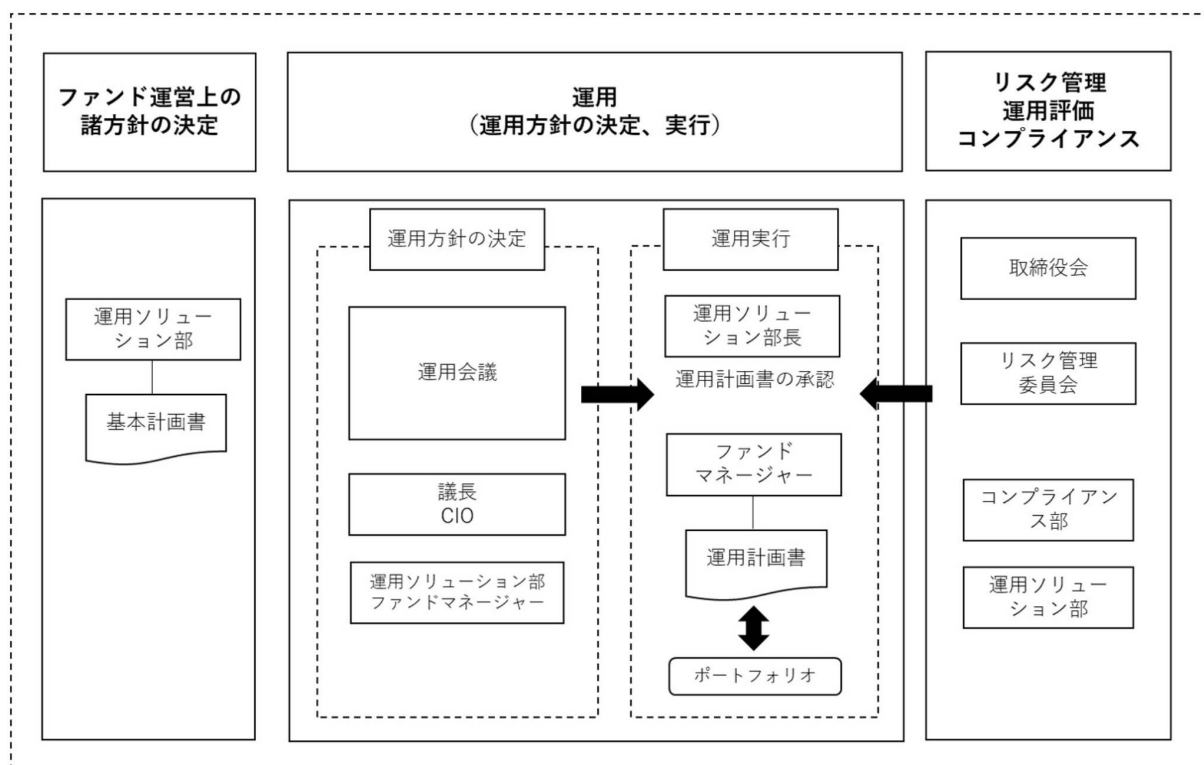 ファンド運営上の
諸方針の決定
運用
（運用方針の決定、実行）
リスク管理
運用評価
コンプライアンス
運用ソリュー
ション部
基本計画書
運用方針の決定
運用会議
議長
CIO
運用ソリューション部
ファンドマネージャー
運用実行
運用ソリュー
ション部長
運用計画書の承認
ファンド
マネージャー
運用計画書
ポートフォリオ
取締役会
リスク管理
委員会
コンプライアン
ス部
運用ソリュー
ション部